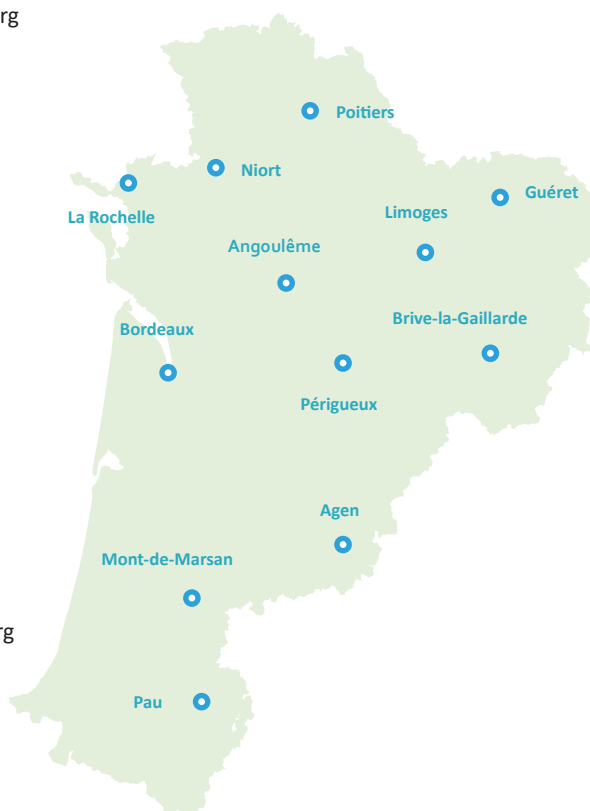 rg
Poitiers
Niort
Guéret
La Rochelle
Limoges
Angoulême
Brive-la-Gaillarde
Bordeaux
Périgueux
Agen
Mont-de-Marsan
rg
Pau